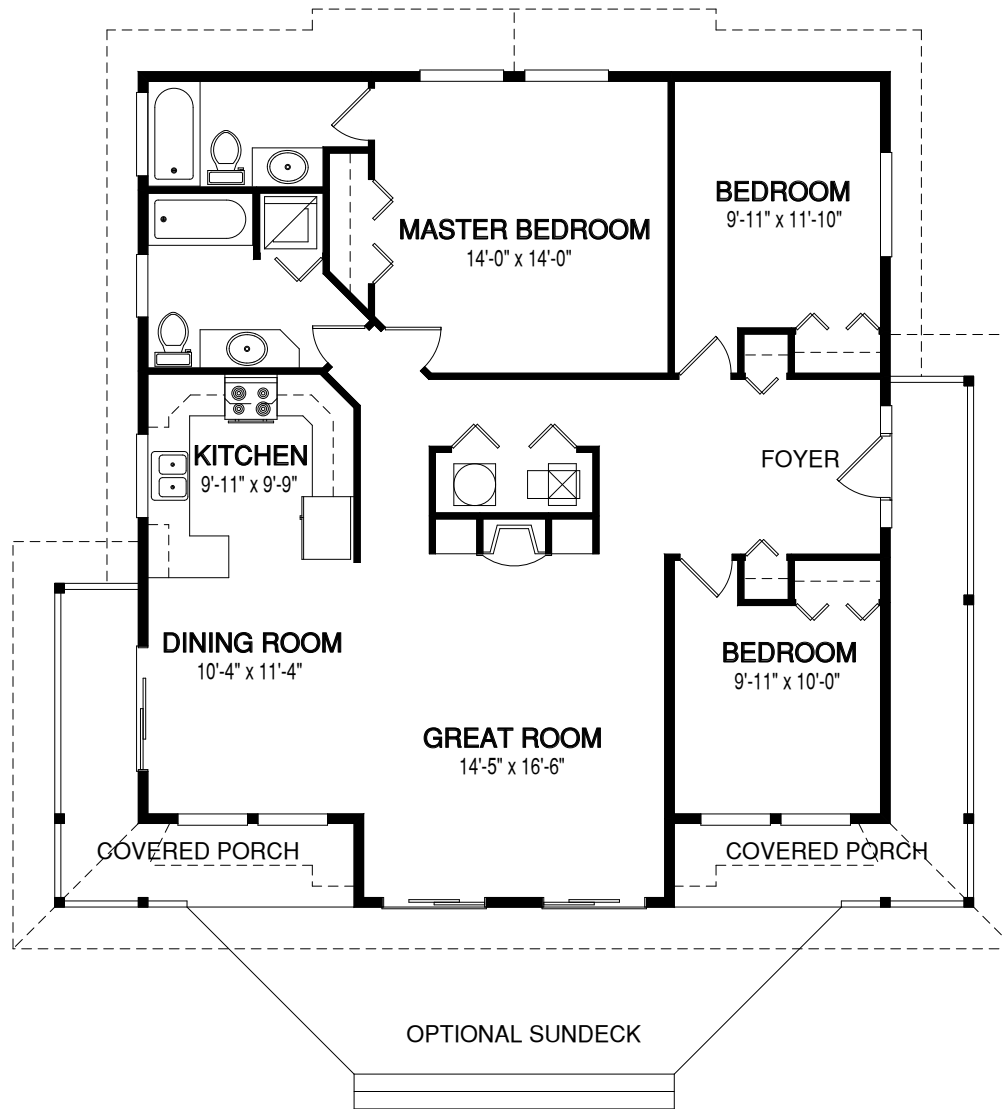 BEDROOM
9'-11" x 11'-10"
MASTER BEDROOM
14'-0" x 14'-0"
KITCHEN
9'-11" x 9'-9"
FOYER
DINING ROOM
10'-4" x 11'-4"
BEDROOM
9'-11" x 10'-0"
GREAT ROOM
14'-5" x 16'-6"
COVERED PORCH
COVERED PORCH
OPTIONAL SUNDECK